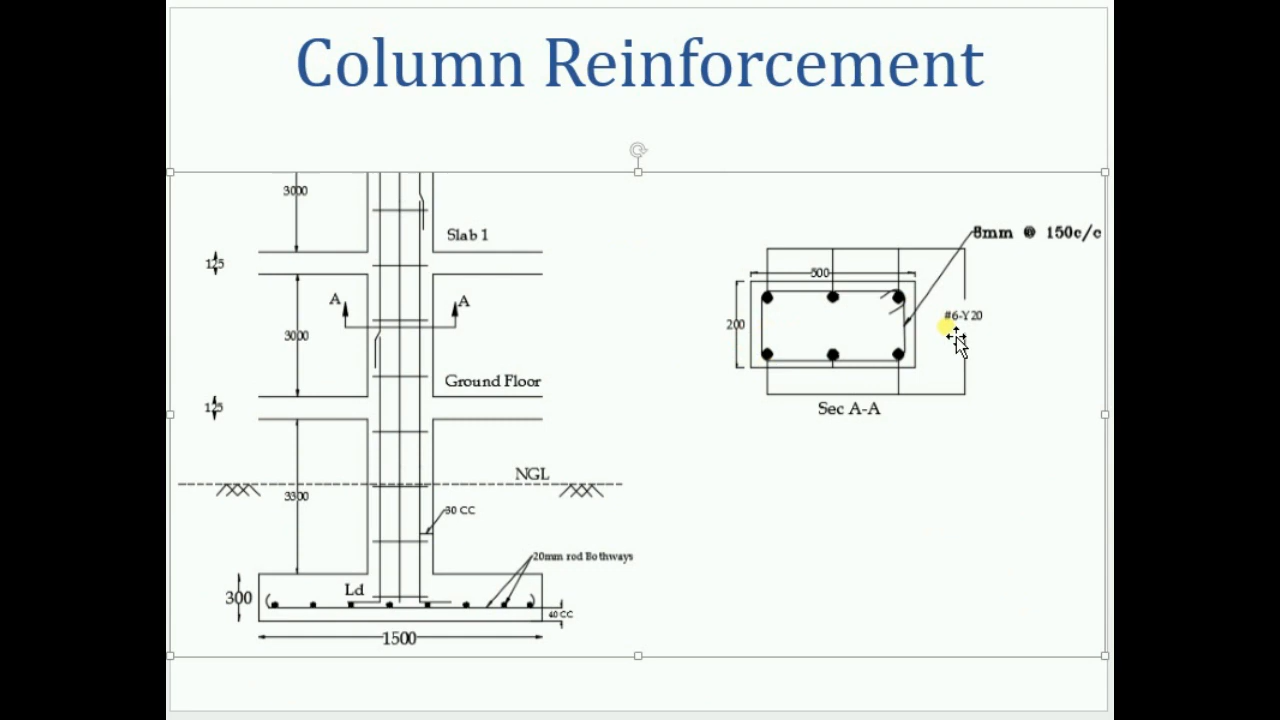 Column Reinforcement
3000
Slab 1
125
A
A
3000
Ground Floor
125
NGL
3300
30 CC
20mm rod Bothways
Ld
300
40 CC
1500
8mm @ 150c/c
500
#6-Y20
200
Sec A-A